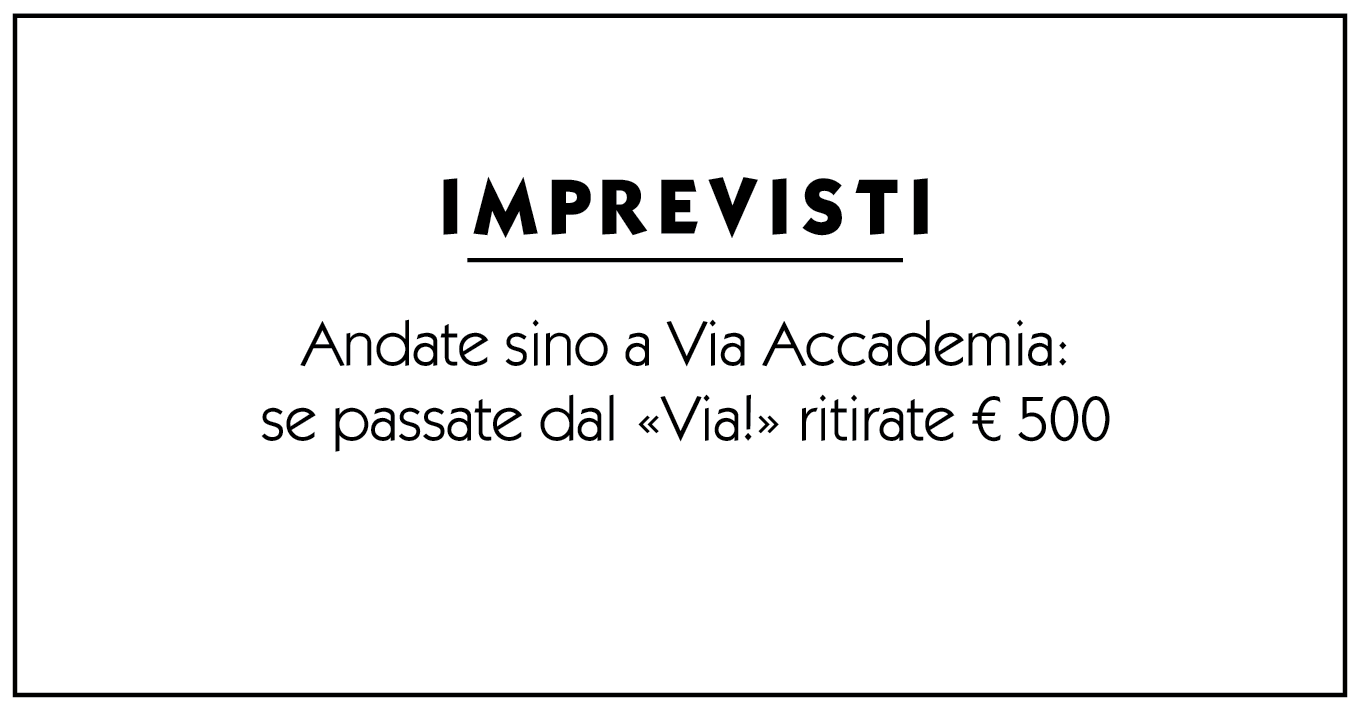 IMPREVISTI
Andate sino a Via Accademia:
se passate dal «Via!» ritirate € 500